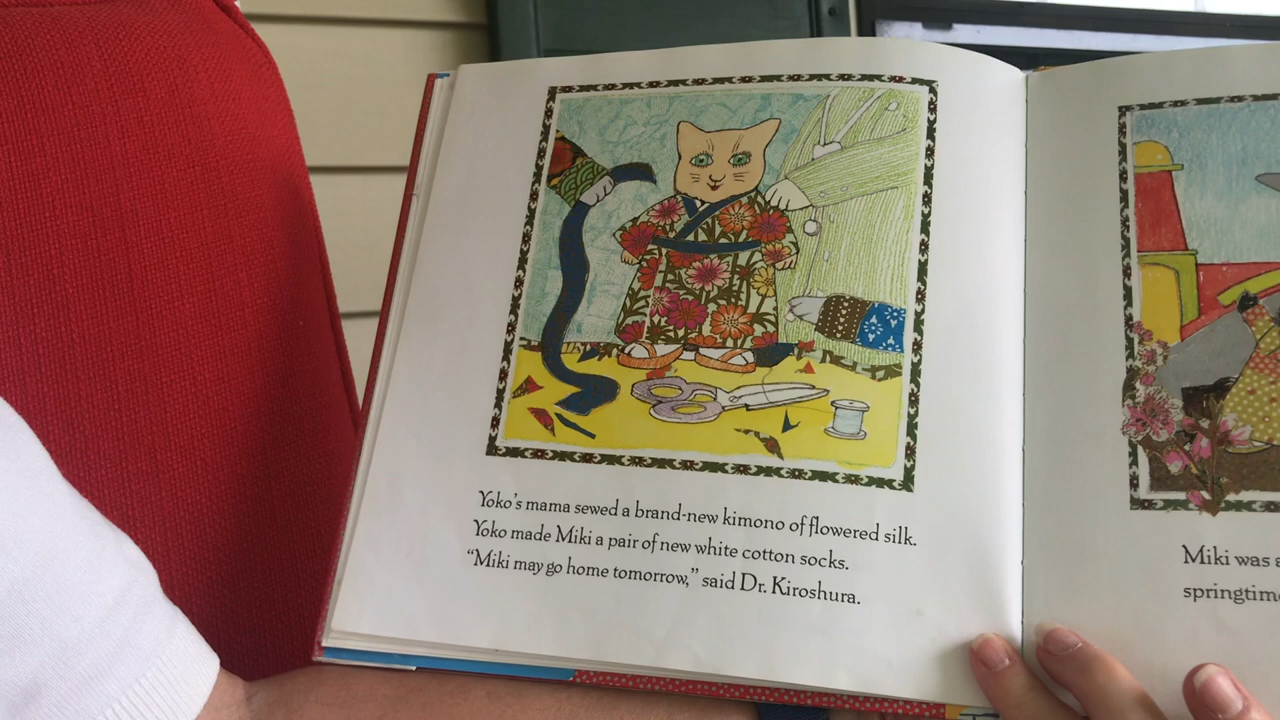 Yoko's mama sewed a brand-new kimono of flowered silk.
Yoko made Miki a pair of new white cotton socks.
“Miki may go home tomorrow,” said Dr. Kiroshura.
Miki was